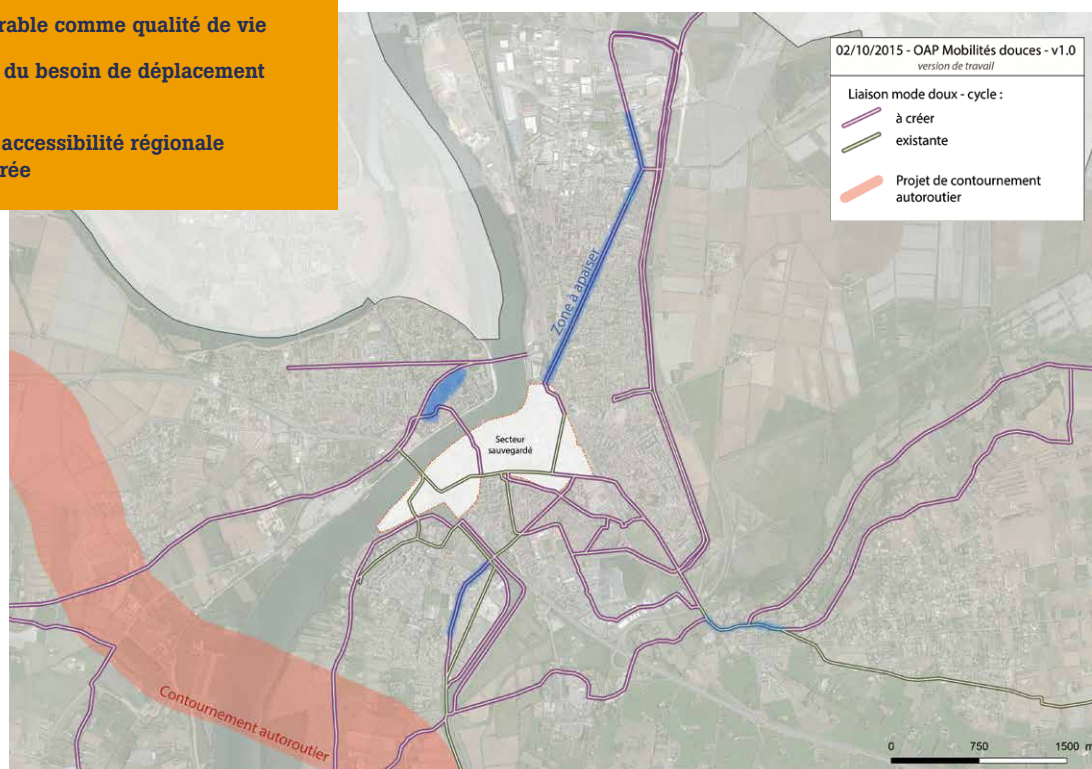 rable comme qualité de vie
du besoin de déplacement
accessibilité régionale
rée
02/10/2015 - OAP Mobilités douces - v1.0
version de travail
Liaison mode doux - cycle :
à créer
existante
Projet de contournement
autoroutier
Zone à apaiser
Secteur
sauvegardé
Contournement autoroutier
0 750 1500 m